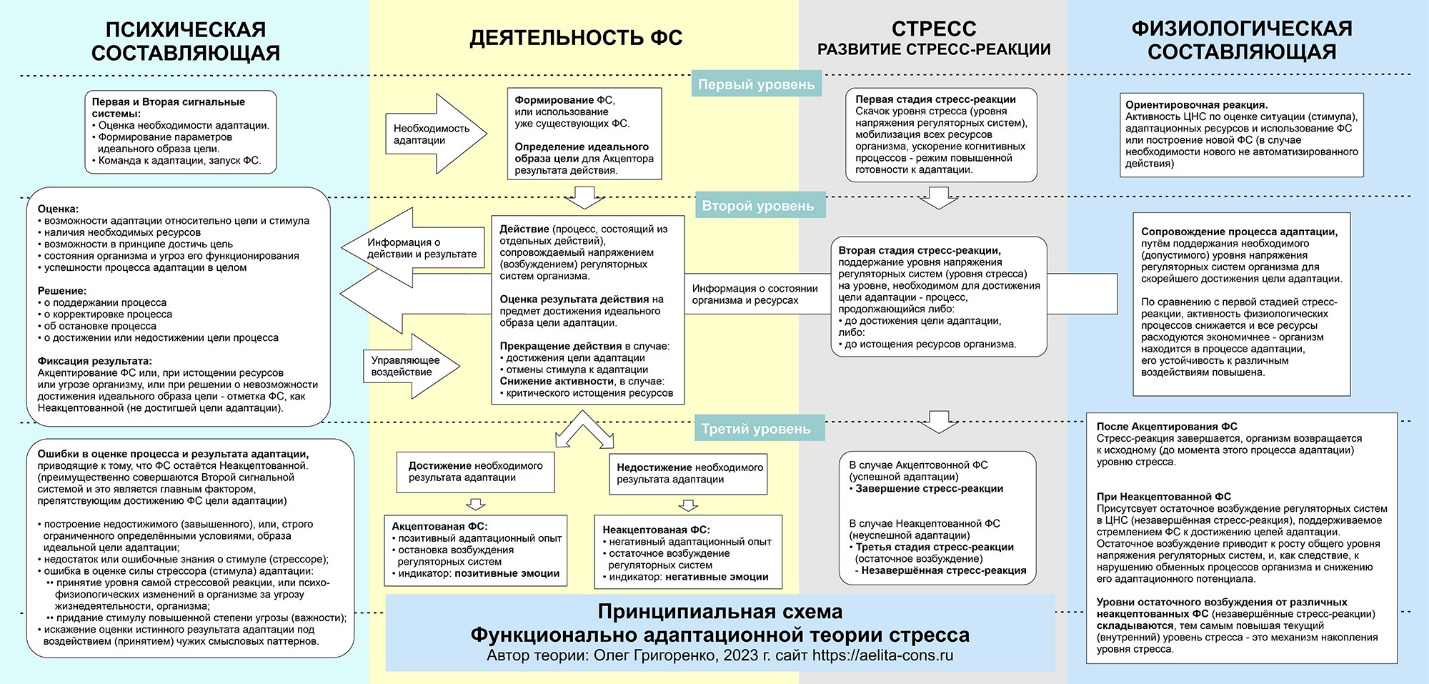 ПСИХИЧЕСКАЯ
СОСТАВЛЯЮЩАЯ
ДЕЯТЕЛЬНОСТЬ ФС
СТРЕСС
РАЗВИТИЕ СТРЕСС-РЕАКЦИИ
ФИЗИОЛОГИЧЕСКАЯ
СОСТАВЛЯЮЩАЯ
Первый уровень
Первая и Вторая сигнальные
системы:
• Оценка необходимости адаптации.
• Формирование параметров
идеального образа цели.
• Команда к адаптации, запуск ФС.
Необходимость
адаптации
Формирование ФС,
или использование
уже существующих ФС.
Определение идеального
образа цели для Акцептора
результата действия.
Первая стадия стресс-реакции
Скачок уровня стресса (уровня
напряжения регуляторных систем),
мобилизация всех ресурсов
организма, ускорение когнитивных
процессов - режим повышенной
готовности к адаптации.
Ориентировочная реакция.
Активность ЦНС по оценке ситуации (стимула),
адаптационных ресурсов и использование ФС
или построение новой ФС (в случае
необходимости нового не автоматизированного
действия)
Второй уровень
Оценка:
• возможности адаптации относительно цели и стимула
• наличия необходимых ресурсов
• возможности в принципе достичь цель
• состояния организма и угроз его функционирования
• успешности процесса адаптации в целом
Решение:
• о поддержании процесса
• о корректировке процесса
• об остановке процесса
• о достижении или недостижении цели процесса
Фиксация результата:
Акцептирование ФС или, при истощении ресурсов
или угрозе организму, или при решении о невозможности
достижения идеального образа цели - отметка ФС, как
Неакцептованной (не достигшей цели адаптации).
Информация о
действии и результате
Управляющее
воздействие
Действие (процесс, состоящий из
отдельных действий),
сопровождаемый напряжением
(возбуждением) регуляторных
систем организма.
Оценка результата действия на
предмет достижения идеального
образа цели адаптации.
Прекращение действия в случае:
• достижения цели адаптации
• отмены стимула к адаптации
Снижение активности, в случае:
• критического истощения ресурсов
Информация о состоянии
организма и ресурсах
Вторая стадия стресс-реакции,
поддержание уровня напряжения
регуляторных систем (уровня стресса)
на уровне, необходимом для достижения
цели адаптации - процесс,
продолжающийся либо:
• до достижения цели адаптации,
либо:
• до истощения ресурсов организма.
Сопровождение процесса адаптации,
путём поддержания необходимого
(допустимого) уровня напряжения
регуляторных систем организма для
скорейшего достижения цели адаптации.
По сравнению с первой стадией стресс-
реакции, активность физиологических
процессов снижается и все ресурсы
расходуются экономичнее - организм
находится в процессе адаптации,
его устойчивость к различным
воздействиям повышена.
Третий уровень
Ошибки в оценке процесса и результата адаптации,
приводящие к тому, что ФС остаётся Неакцептованной.
(преимущественно совершаются Второй сигнальной
системой и это является главным фактором,
препятствующим достижению ФС цели адаптации)
• построение недостижимого (завышенного), или, строго
ограниченного определёнными условиями, образа
идеальной цели адаптации;
• недостаток или ошибочные знания о стимуле (стрессоре);
• ошибка в оценке силы стрессора (стимула) адаптации:
•• принятие уровня самой стрессовой реакции, или психо-
физиологических изменений в организме за угрозу
жизнедеятельности, организма;
•• придание стимулу повышенной степени угрозы (важности);
• искажение оценки истинного результата адаптации под
воздействием (принятием) чужих смысловых паттернов.
Достижение необходимого
результата адаптации
Недостижение необходимого
результата адаптации
Акцептованая ФС:
• позитивный адаптационный опыт
• остановка возбуждения
регуляторных систем
• индикатор: позитивные эмоции
Неакцептованая ФС:
• негативный адаптационный опыт
• остаточное возбуждение
регуляторных систем
• индикатор: негативные эмоции
В случае Акцептовонной ФС
(успешной адаптации)
• Завершение стресс-реакции
В случае Неакцептованной ФС
(неуспешной адаптации)
• Третья стадия стресс-реакции
(остаточное возбуждение)
- Незавершённая стресс-реакция
После Акцептирования ФС
Стресс-реакция завершается, организм возвращается
к исходному (до момента этого процесса адаптации)
уровню стресса.
При Неакцептованной ФС
Присутсвует остаточное возбуждение регуляторных систем
в ЦНС (незавершённая стресс-реакция), поддерживаемое
стремлением ФС к достижению целей адаптации.
Остаточное возбуждение приводит к росту общего уровня
напряжения регуляторных систем, и, как следствие, к
нарушению обменных процессов организма и снижению
его адаптационного потенциала.
Уровни остаточного возбуждения от различных
неакцептованных ФС (незавершённые стресс-реакции)
складываются, тем самым повышая текущий
(внутренний) уровень стресса - это механизм накопления
уровня стресса.
Принципиальная схема
Функционально адаптационной теории стресса
Автор теории: Олег Григоренко, 2023 г. сайт https://aelita-cons.ru